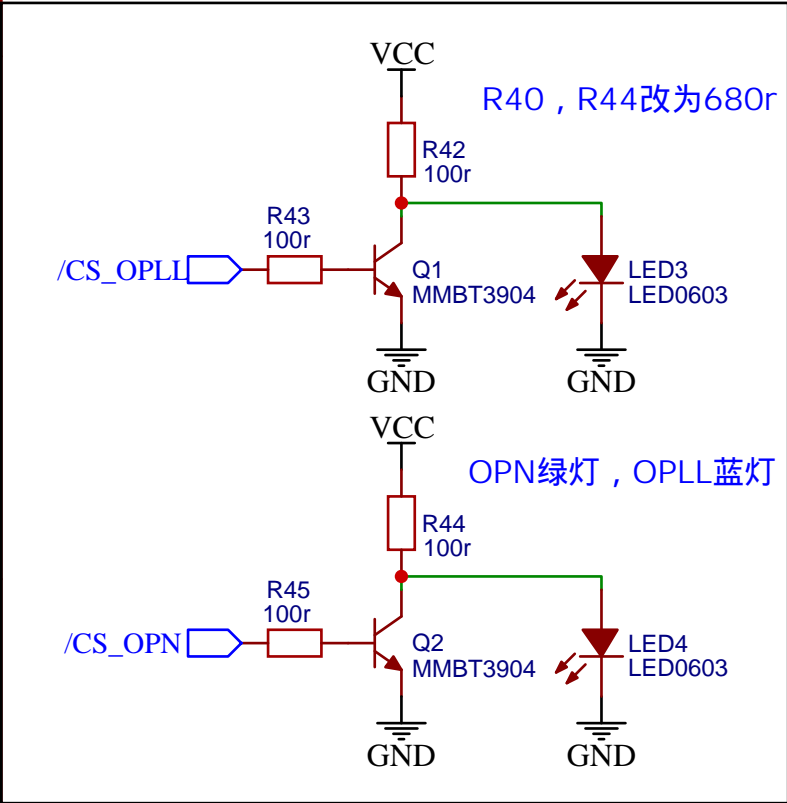 VCC
R40，R44改为680r
R42
100r
R43
100r
/CS_OPLL
Q1
MMBT3904
LED3
LED0603
GND
GND
VCC
OPN绿灯，OPLL蓝灯
R44
100r
R45
100r
/CS_OPN
Q2
MMBT3904
LED4
LED0603
GND
GND